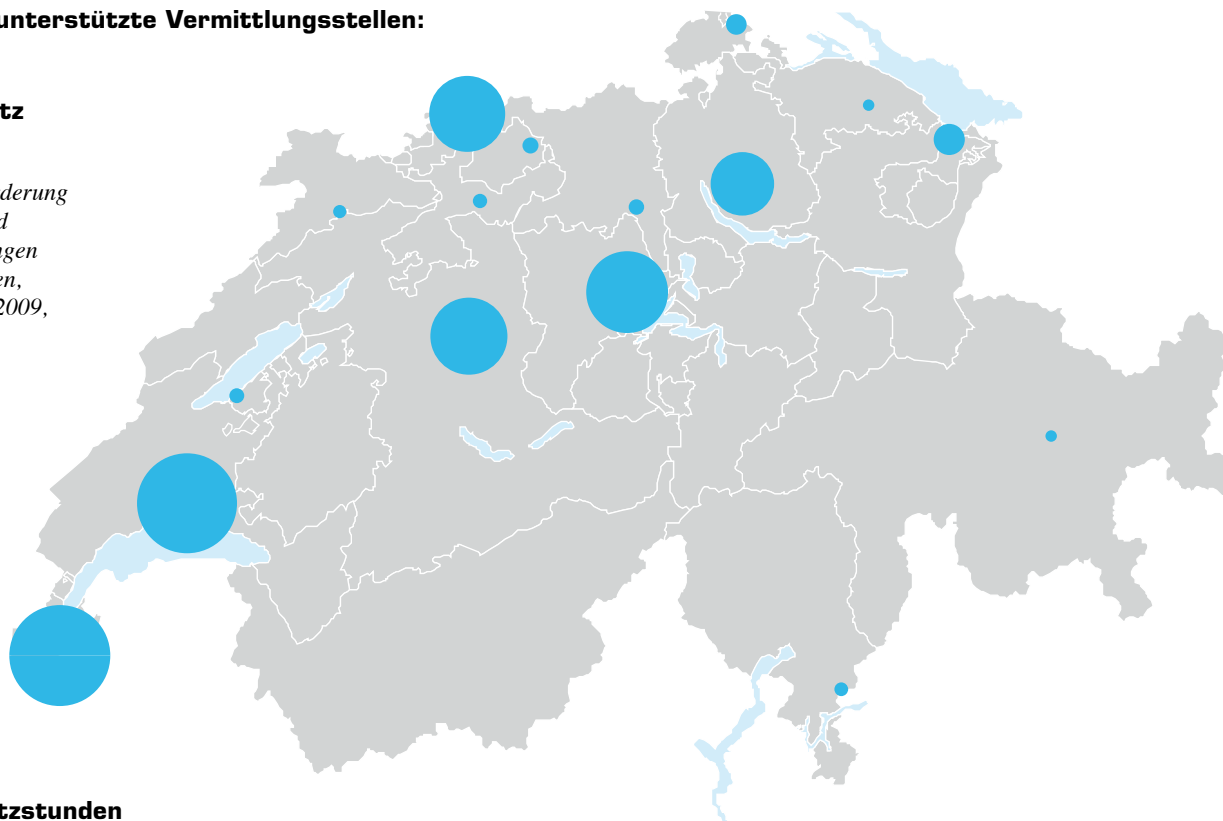 unterstützte Vermittlungsstellen:
tz
derung
d
ngen
en,
2009,
tzstunden